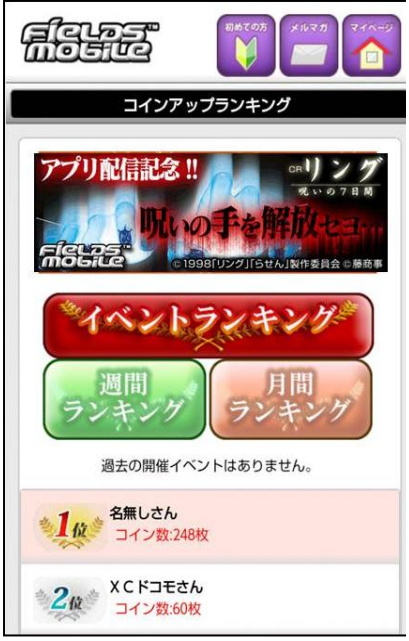 FIELDS™
MOBILE
初めての方
メルマガ
マイページ
コインアップランキング
アプリ配信記念!!
CRリング
呪いの7日間
呪いの手を解放セヨ…
FIELDS™
MOBILE
©1998「リング」「らせん」製作委員会 ©藤商事
イベントランキング
週間
ランキング
月間
ランキング
過去の開催イベントはありません。
1位
名無しさん
コイン数:248枚
2位
XCドコモさん
コイン数:60枚